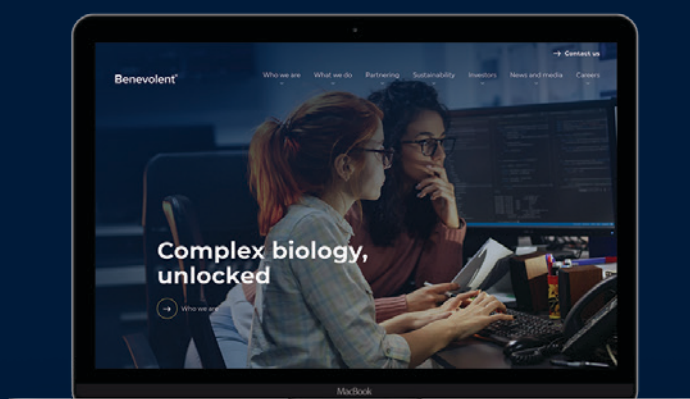 Contact us
Benevolent®
Who we are What we do Partnering Sustainability Investors News and media Careers
Complex biology,
unlocked
Who we are
MacBook